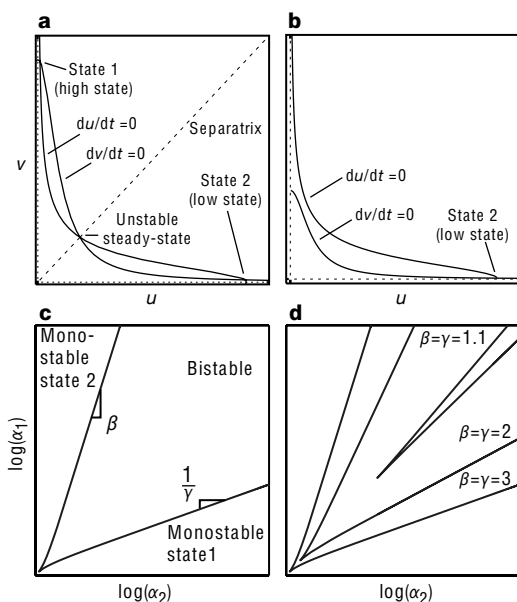 a
State 1
(high state)
du/dt =0
dv/dt =0
Separatrix
State 2
(low state)
Unstable
steady-state
v
u
b
du/dt =0
dv/dt =0
State 2
(low state)
u
c
Mono-
stable
state 2
Bistable
β
1
γ
Monostable
state1
log(α1)
log(α2)
d
β=γ=1.1
β=γ=2
β=γ=3
log(α2)